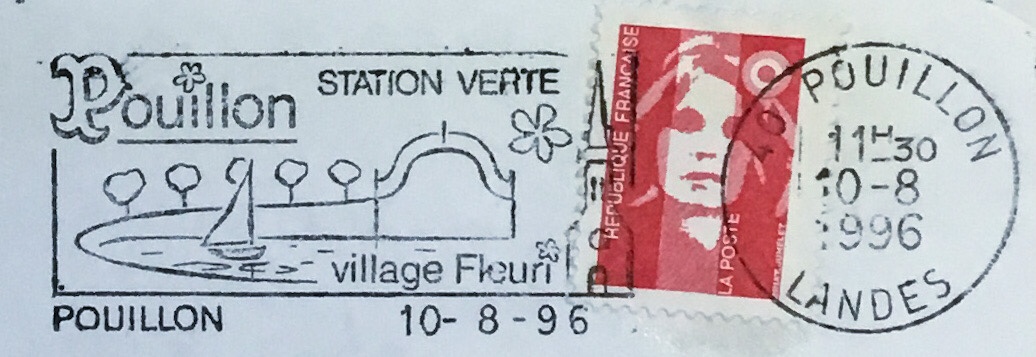 Pouillon
STATION VERTE
village Fleuri
POUILLON 10-8-96
RÉPUBLIQUE FRANÇAISE
LA POSTE
40 POUILLON
11H30
10-8
1996
LANDES